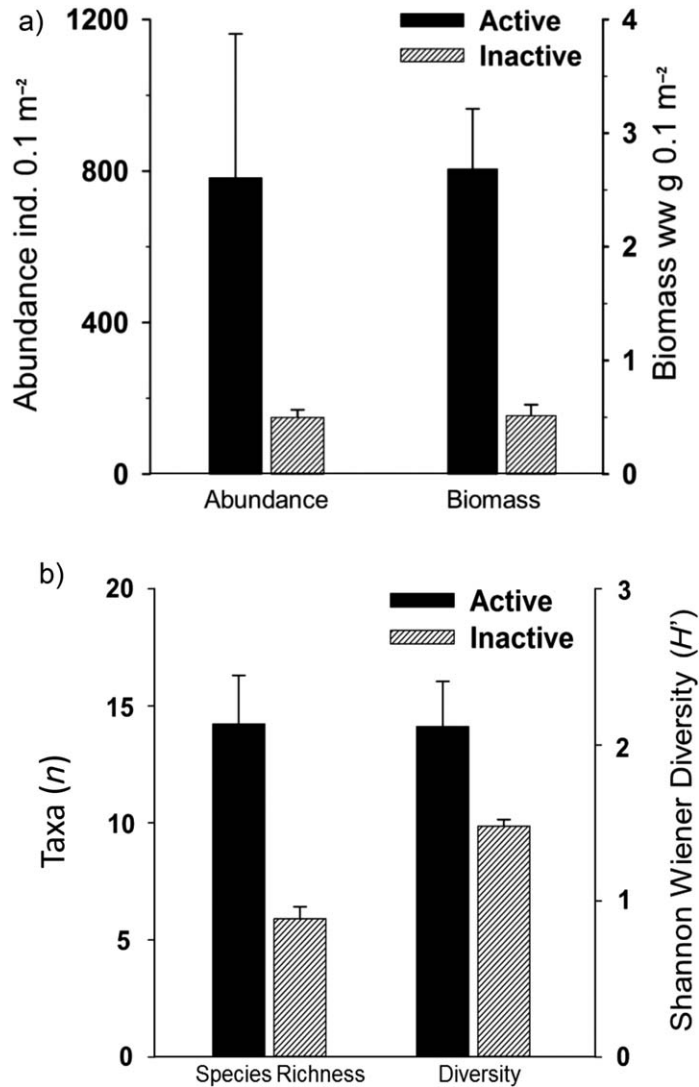 a)
Abundance ind. 0.1 m⁻²
1200
800
400
0
Active
Inactive
4
3
2
1
0
Biomass ww g 0.1 m⁻²
Abundance
Biomass
b)
Taxa (n)
20
15
10
5
0
Active
Inactive
3
2
1
0
Shannon Wiener Diversity (H’)
Species Richness
Diversity